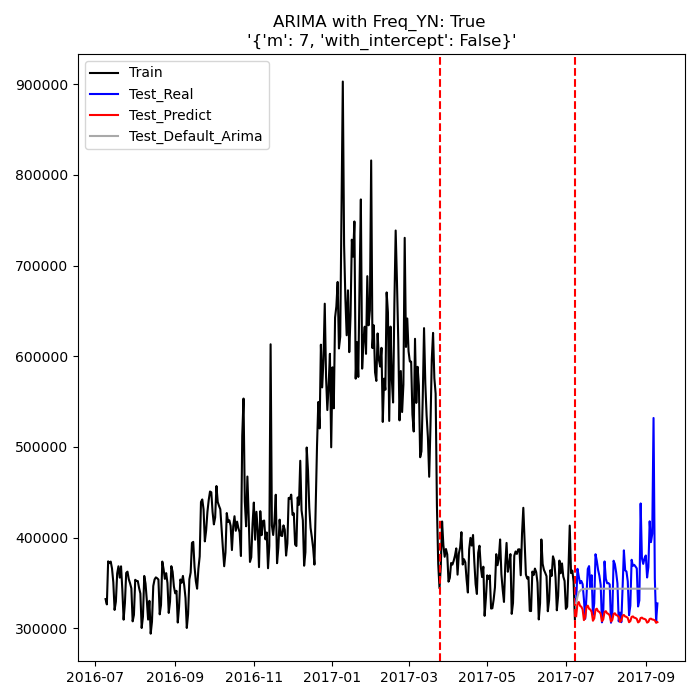 ARIMA with Freq_YN: True
'{'m': 7, 'with_intercept': False}'
Train
Test_Real
Test_Predict
Test_Default_Arima
900000
800000
700000
600000
500000
400000
300000
2016-07 2016-09 2016-11 2017-01 2017-03 2017-05 2017-07 2017-09